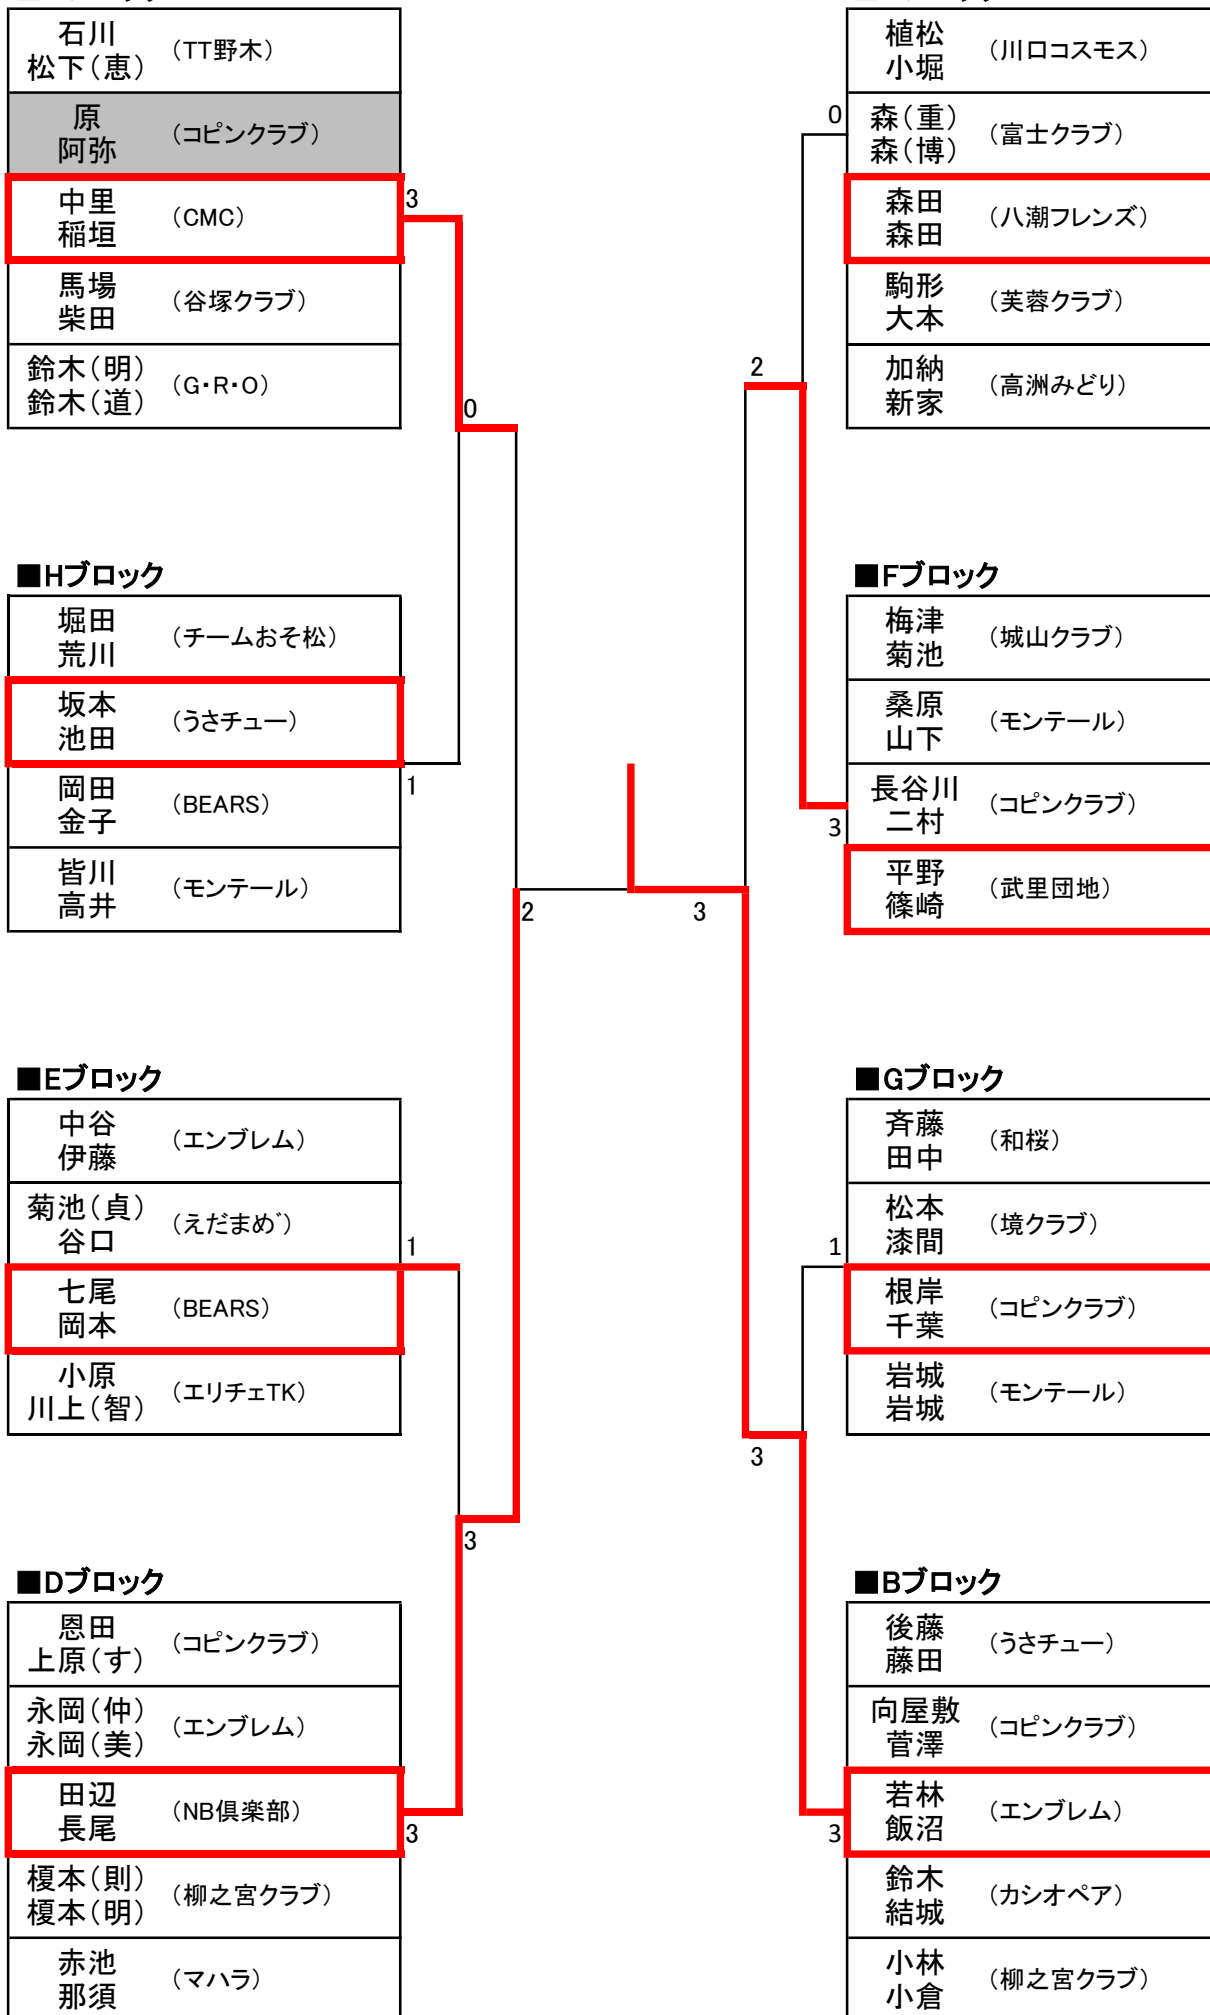 石川
松下(恵)
(TT野木)
原
阿弥
(コピンクラブ)
中里
稲垣
(CMC)
3
馬場
柴田
(谷塚クラブ)
鈴木(明)
鈴木(道)
(G・R・O)
0
■Hブロック
堀田
荒川
(チームおそ松)
坂本
池田
(うさチュー)
1
岡田
金子
(BEARS)
皆川
高井
(モンテール)
2
■Eブロック
中谷
伊藤
(エンブレム)
菊池(貞)
谷口
(えだまめ゛)
1
七尾
岡本
(BEARS)
小原
川上(智)
(エリチェTK)
3
■Dブロック
恩田
上原(す)
(コピンクラブ)
永岡(仲)
永岡(美)
(エンブレム)
田辺
長尾
(NB倶楽部)
3
榎本(則)
榎本(明)
(柳之宮クラブ)
赤池
那須
(マハラ)
植松
小堀
(川口コスモス)
0
森(重)
森(博)
(富士クラブ)
森田
森田
(八潮フレンズ)
駒形
大本
(芙蓉クラブ)
2
加納
新家
(高洲みどり)
■Fブロック
梅津
菊池
(城山クラブ)
桑原
山下
(モンテール)
長谷川
二村
(コピンクラブ)
3
平野
篠崎
(武里団地)
3
■Gブロック
斉藤
田中
(和桜)
松本
漆間
(境クラブ)
1
根岸
千葉
(コピンクラブ)
岩城
岩城
(モンテール)
3
■Bブロック
後藤
藤田
(うさチュー)
向屋敷
菅澤
(コピンクラブ)
若林
飯沼
(エンブレム)
3
鈴木
結城
(カシオペア)
小林
小倉
(柳之宮クラブ)